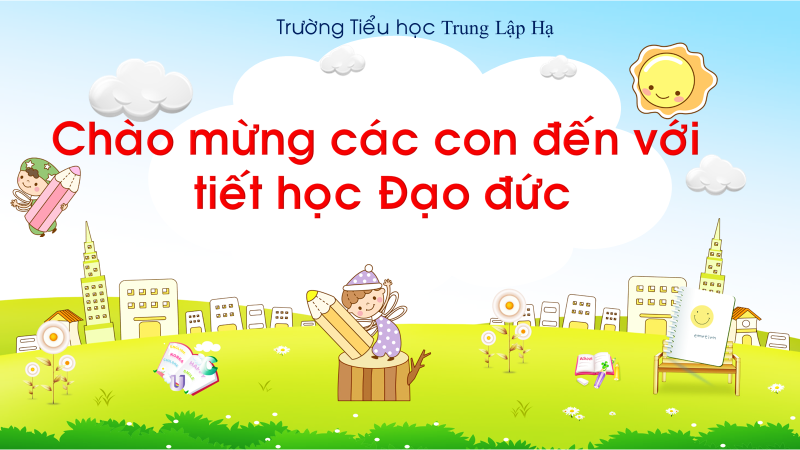 Trường Tiểu học Trung Lập Hạ
Chào mừng các con đến với
tiết học Đạo đức